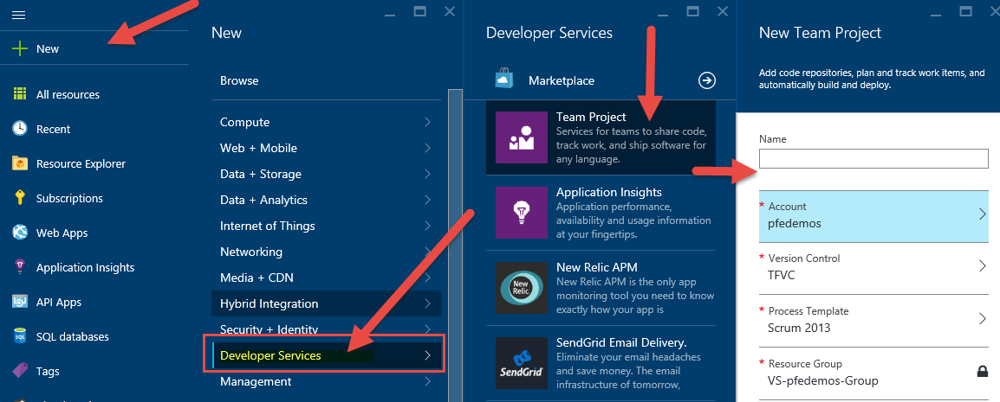 New
All resources
Recent
Resource Explorer
Subscriptions
Web Apps
Application Insights
API Apps
SQL databases
SQL
Tags
New
Browse
Compute
Web + Mobile
Data + Storage
Data + Analytics
Internet of Things
Networking
Media + CDN
Hybrid Integration
Security + Identity
Developer Services
Management
Developer Services
Marketplace
Team Project
Services for teams to share code,
track work, and ship software for
any language.
Application Insights
Application performance,
availability and usage information
at your fingertips.
New
Relic
New Relic APM
New Relic APM is the only app
monitoring tool you need to know
exactly how your app is
SendGrid
SendGrid Email Delivery.
Eliminate your email headaches
and save money. The email
infrastructure of tomorrow,
New Team Project
Add code repositories, plan and track work items, and
automatically build and deploy.
Name
* Account
pfedemos
* Version Control
TFVC
* Process Template
Scrum 2013
* Resource Group
VS-pfedemos-Group